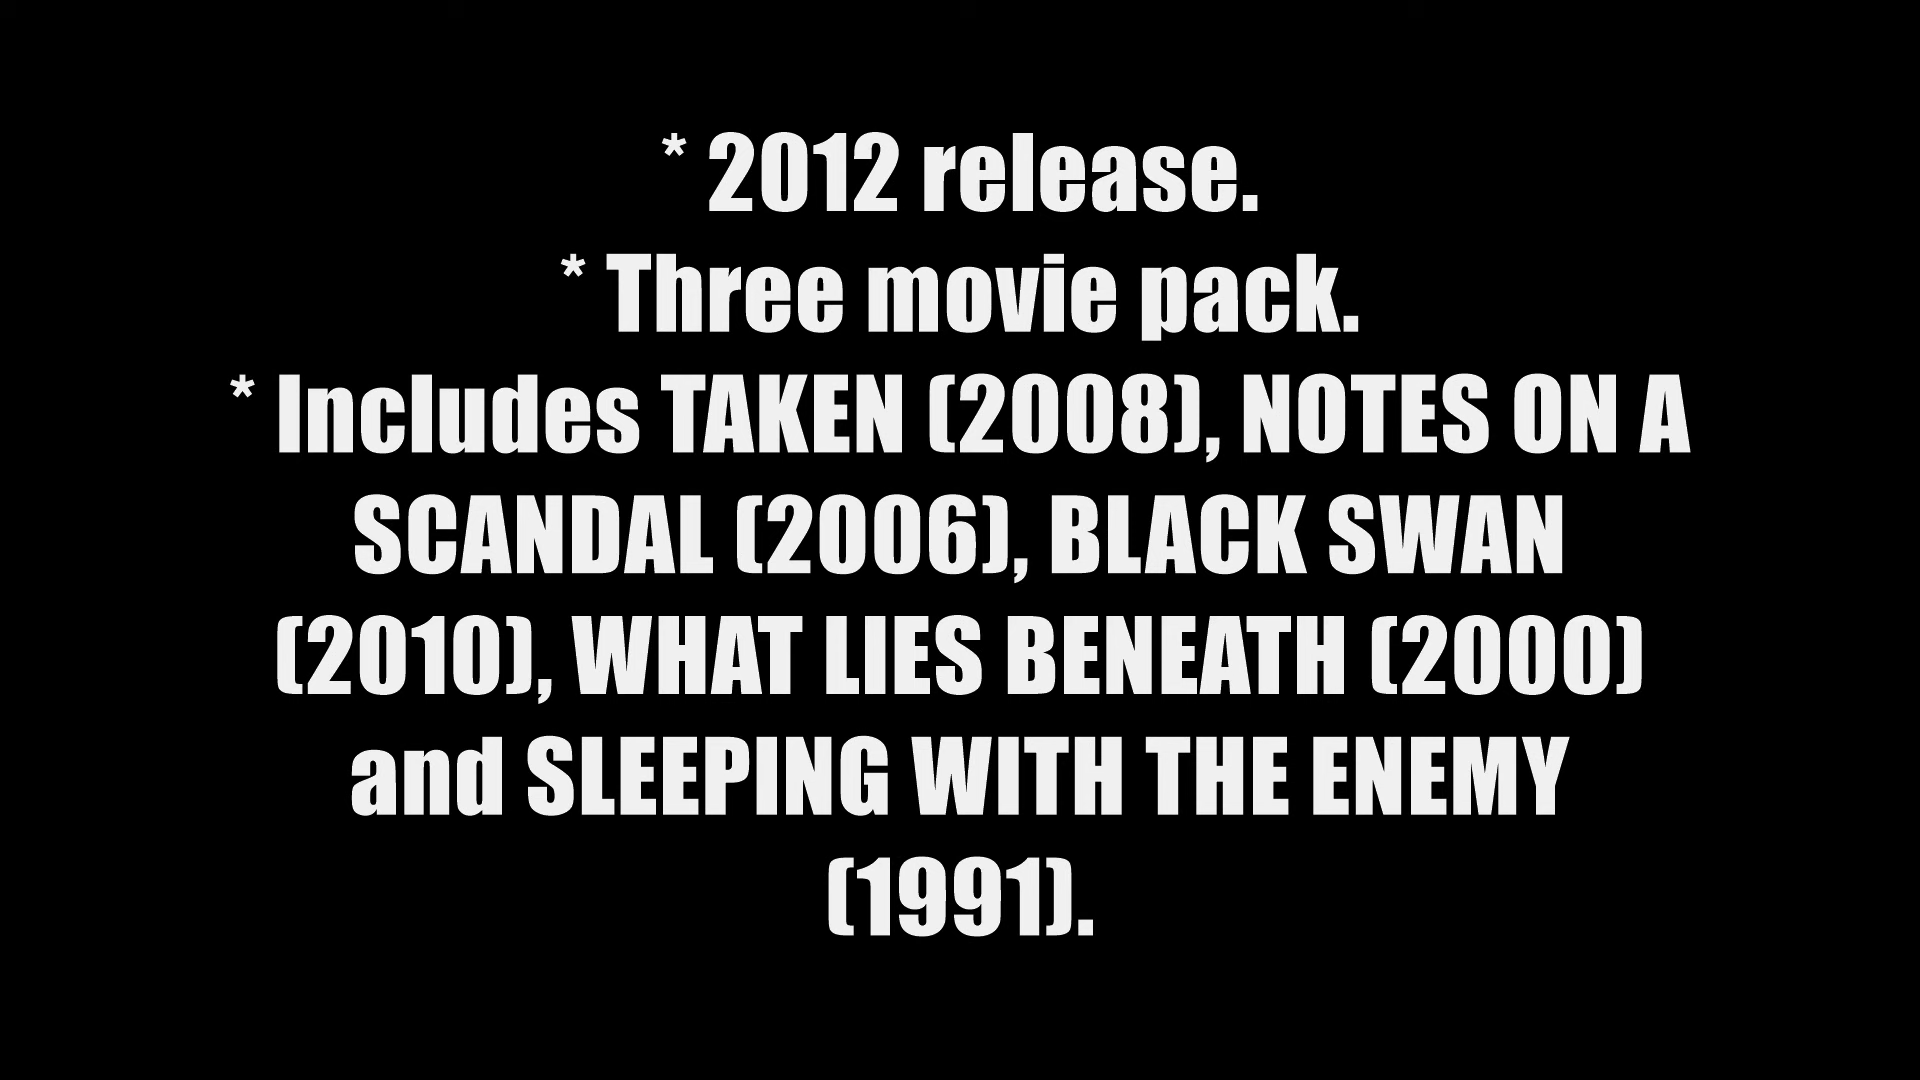 * 2012 release.
* Three movie pack.
* Includes TAKEN (2008), NOTES ON A
SCANDAL (2006), BLACK SWAN
(2010), WHAT LIES BENEATH (2000)
and SLEEPING WITH THE ENEMY
(1991).